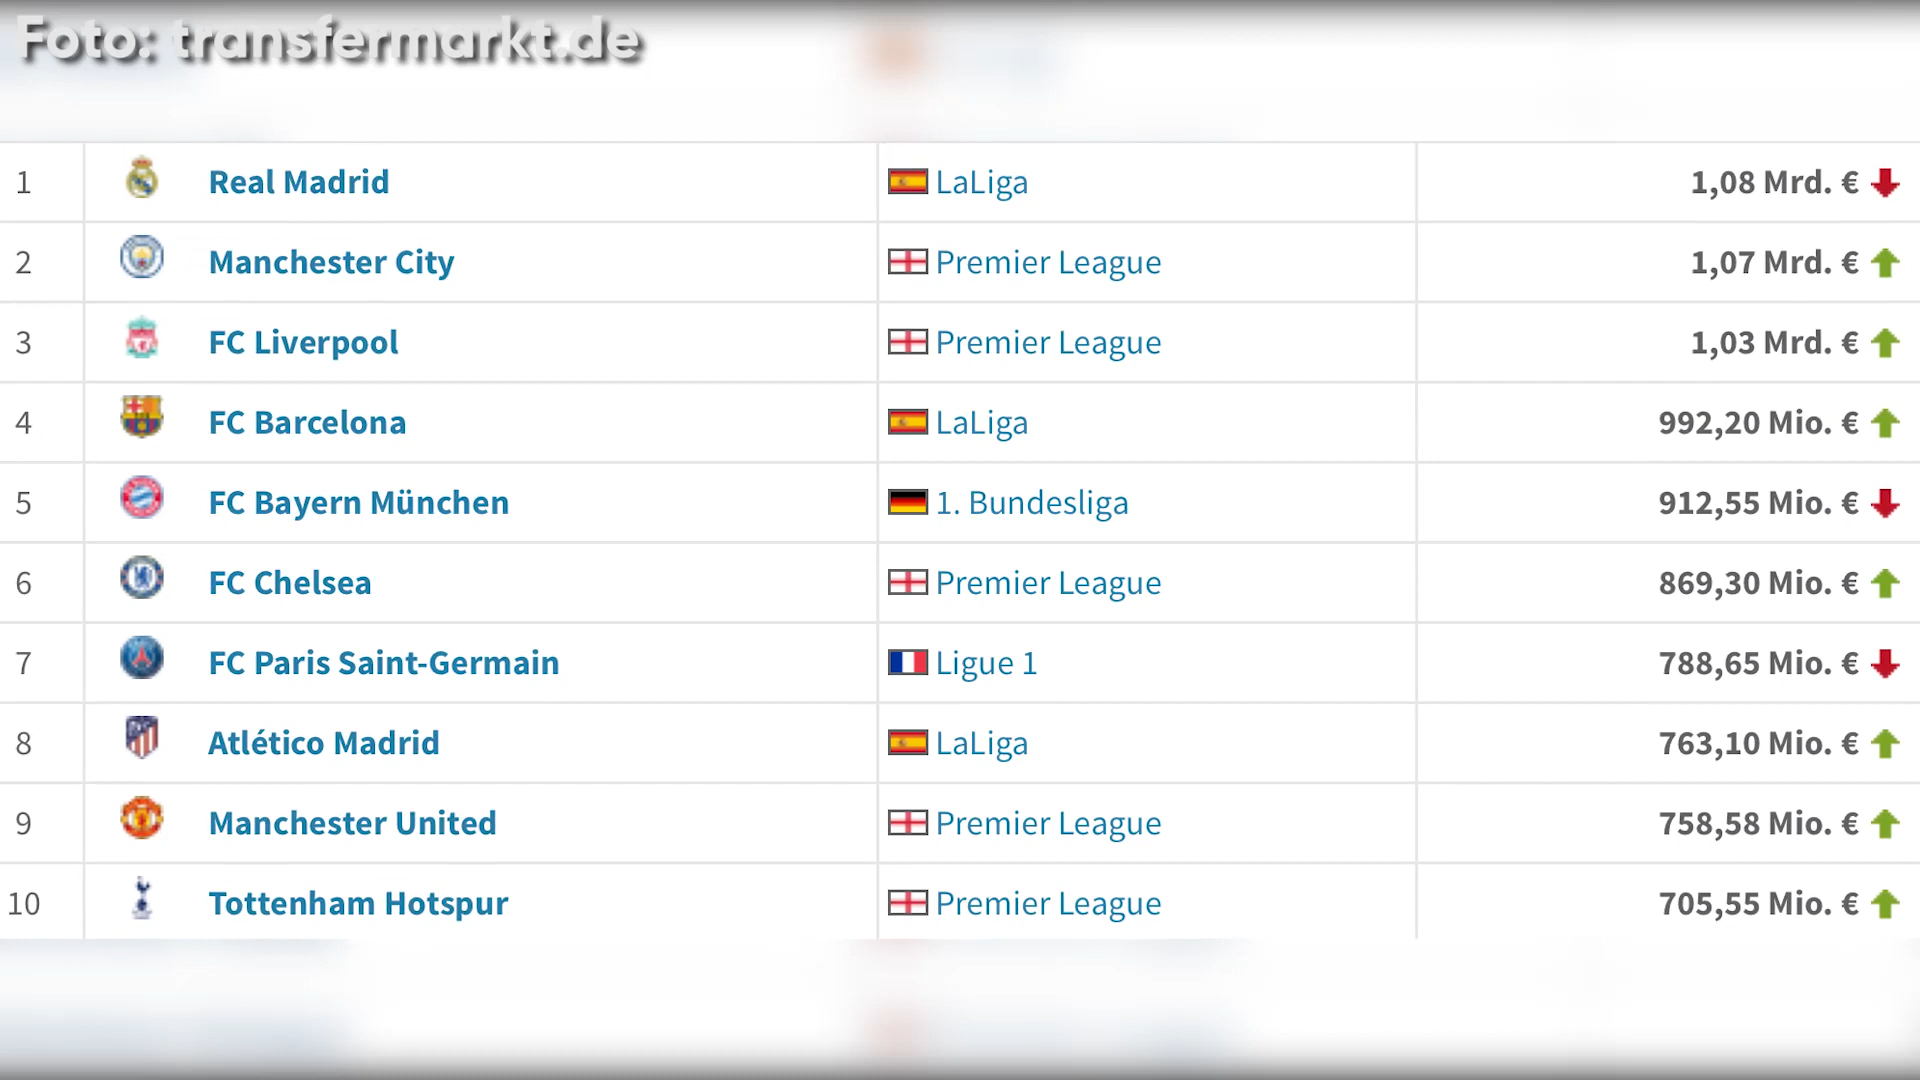 Foto: transfermarkt.de
1 Real Madrid LaLiga 1,08 Mrd. €
2 Manchester City Premier League 1,07 Mrd. €
3 FC Liverpool Premier League 1,03 Mrd. €
4 FC Barcelona LaLiga 992,20 Mio. €
5 FC Bayern München 1. Bundesliga 912,55 Mio. €
6 FC Chelsea Premier League 869,30 Mio. €
7 FC Paris Saint-Germain Ligue 1 788,65 Mio. €
8 Atlético Madrid LaLiga 763,10 Mio. €
9 Manchester United Premier League 758,58 Mio. €
10 Tottenham Hotspur Premier League 705,55 Mio. €